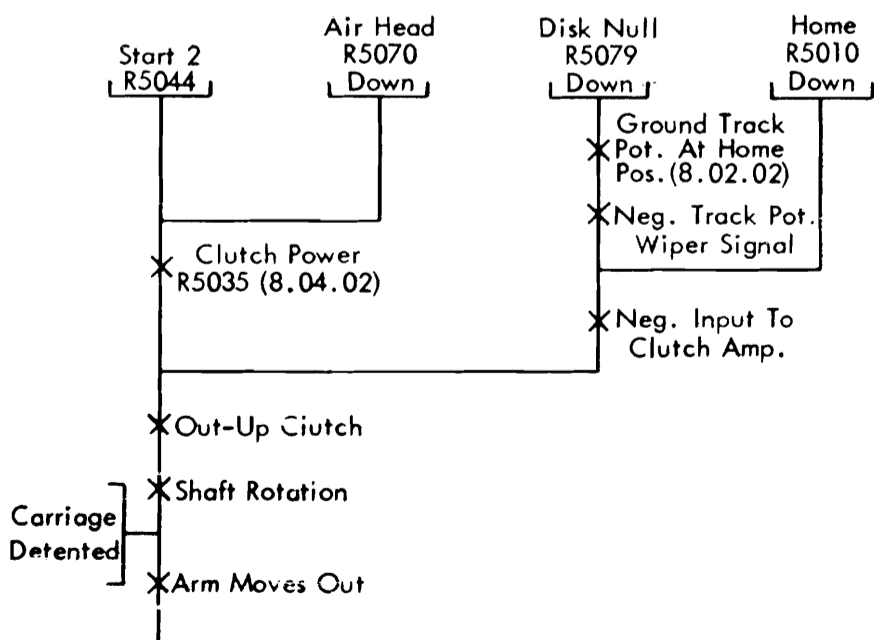 Start 2
R5044
Air Head
R5070
Down
Disk Null
R5079
Down
Home
R5010
Down
Ground Track
Pot. At Home
Pos. (8.02.02)
Neg. Track Pot.
Wiper Signal
Clutch Power
R5035 (8.04.02)
Neg. Input To
Clutch Amp.
Out-Up Clutch
Shaft Rotation
Carriage
Detented
Arm Moves Out